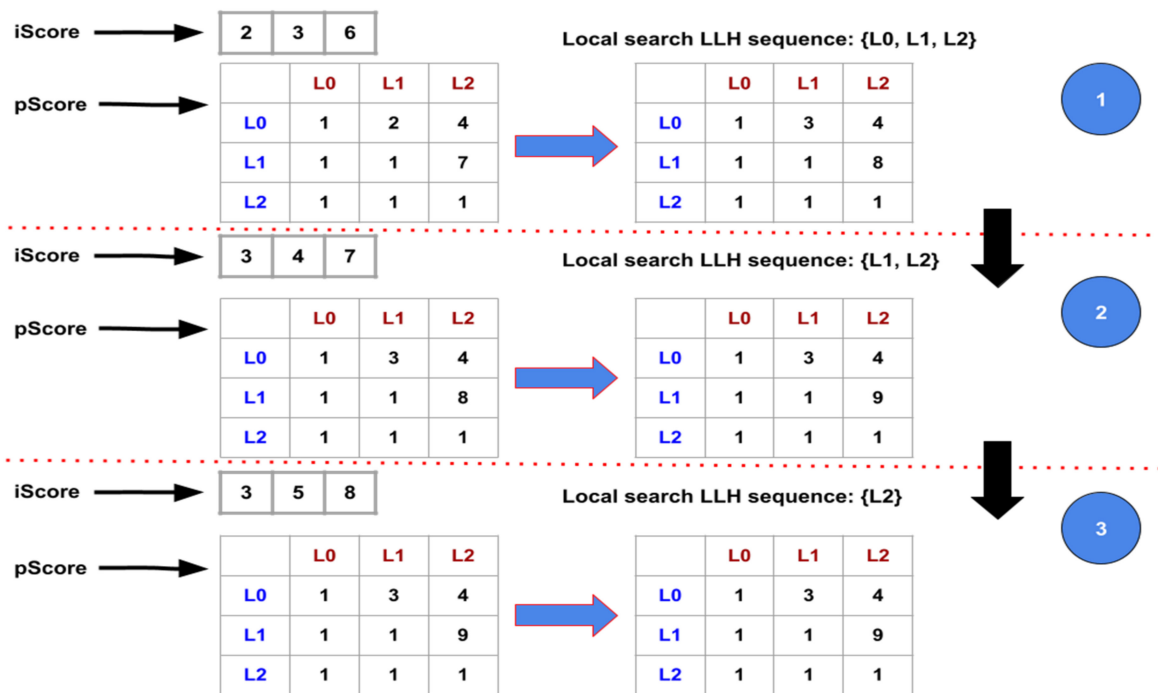 iScore
2 3 6
Local search LLH sequence: {L0, L1, L2}
pScore
L0 L1 L2
L0 1 2 4
L1 1 1 7
L2 1 1 1
L0 L1 L2
L0 1 3 4
L1 1 1 8
L2 1 1 1
1
iScore
3 4 7
Local search LLH sequence: {L1, L2}
pScore
L0 L1 L2
L0 1 3 4
L1 1 1 8
L2 1 1 1
L0 L1 L2
L0 1 3 4
L1 1 1 9
L2 1 1 1
2
iScore
3 5 8
Local search LLH sequence: {L2}
pScore
L0 L1 L2
L0 1 3 4
L1 1 1 9
L2 1 1 1
L0 L1 L2
L0 1 3 4
L1 1 1 9
L2 1 1 1
3